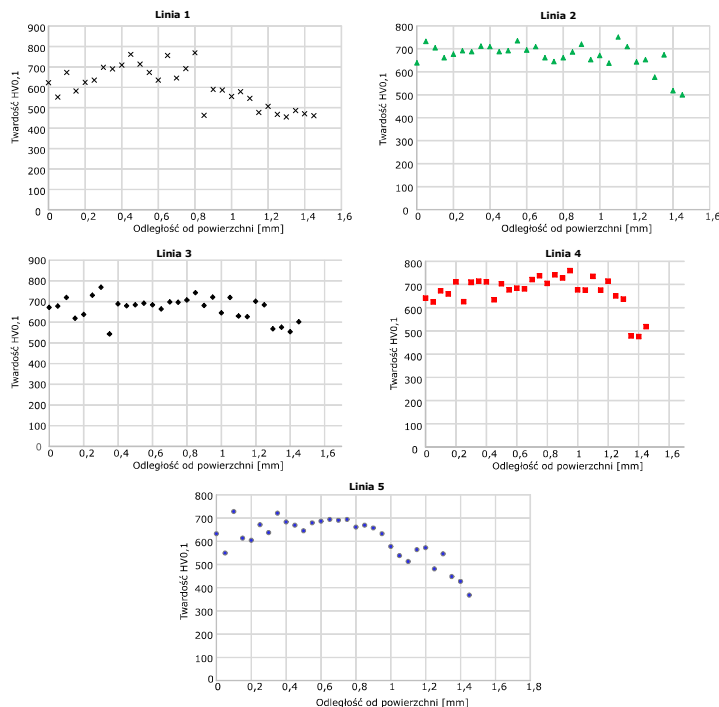 Linia 1
900
800
700
600
500
400
300
200
100
0
0 0,2 0,4 0,6 0,8 1 1,2 1,4 1,6
Twardość HV0,1
Odległość od powierzchni [mm]
Linia 2
800
700
600
500
400
300
200
100
0
0 0,2 0,4 0,6 0,8 1 1,2 1,4 1,6
Twardość HV0,1
Odległość od powierzchni [mm]
Linia 3
900
800
700
600
500
400
300
200
100
0
0 0,2 0,4 0,6 0,8 1 1,2 1,4 1,6
Twardość HV0,1
Odległość od powierzchni [mm]
Linia 4
800
700
600
500
400
300
200
100
0
0 0,2 0,4 0,6 0,8 1 1,2 1,4 1,6
Twardość HV0,1
Odległość od powierzchni [mm]
Linia 5
800
700
600
500
400
300
200
100
0
0 0,2 0,4 0,6 0,8 1 1,2 1,4 1,6 1,8
Twardość HV0,1
Odległość od powierzchni [mm]